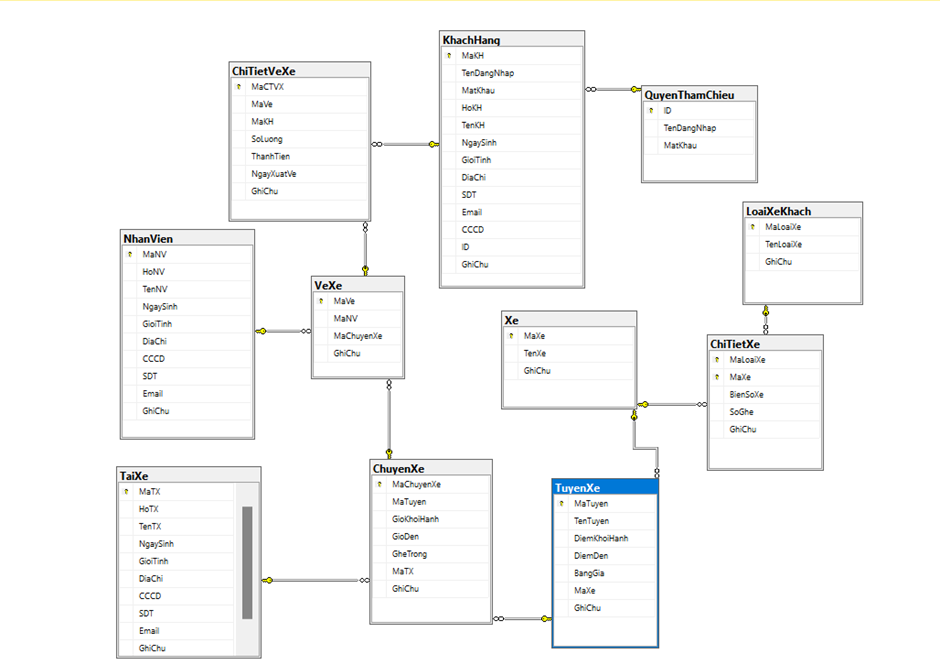 KhachHang
MaKH
TenDangNhap
MatKhau
HoKH
TenKH
NgaySinh
GioiTinh
DiaChi
SDT
Email
CCCD
ID
GhiChu
ChiTietVeXe
MaCTVX
MaVe
MaKH
SoLuong
ThanhTien
NgayXuatVe
GhiChu
QuyenThamChieu
ID
TenDangNhap
MatKhau
LoaiXeKhach
MaLoaiXe
TenLoaiXe
GhiChu
NhanVien
MaNV
HoNV
TenNV
NgaySinh
GioiTinh
DiaChi
CCCD
SDT
Email
GhiChu
VeXe
MaVe
MaNV
MaChuyenXe
GhiChu
Xe
MaXe
TenXe
GhiChu
ChiTietXe
MaLoaiXe
MaXe
BienSoXe
SoGhe
GhiChu
TaiXe
MaTX
HoTX
TenTX
NgaySinh
GioiTinh
DiaChi
CCCD
SDT
Email
GhiChu
ChuyenXe
MaChuyenXe
MaTuyen
GioKhoiHanh
GioDen
GheTrong
MaTX
GhiChu
TuyenXe
MaTuyen
TenTuyen
DiemKhoiHanh
DiemDen
BangGia
MaXe
GhiChu